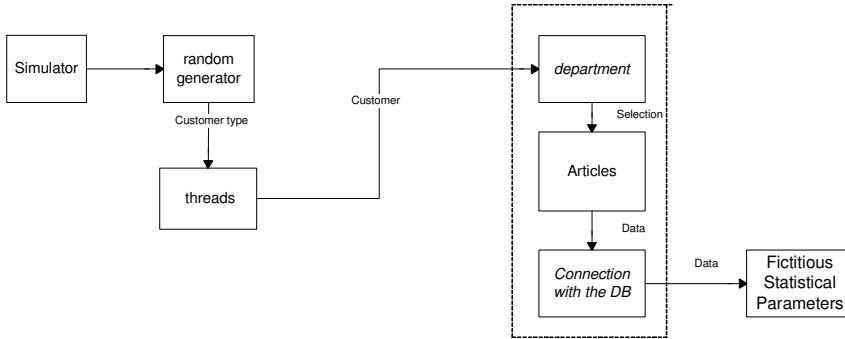 Simulator
random
generator
Customer type
threads
Customer
department
Selection
Articles
Data
Connection
with the DB
Data
Fictitious
Statistical
Parameters